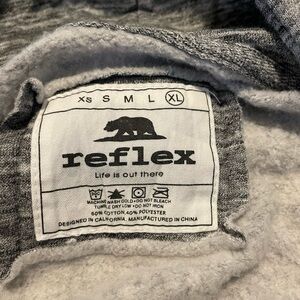 XS S M L XL
reflex
Life is out there
MACHINE WASH COLD • DO NOT BLEACH
TUMBLE DRY LOW • DO NOT IRON
60% COTTON, 40% POLYESTER
DESIGNED IN CALIFORNIA. MANUFACTURED IN CHINA